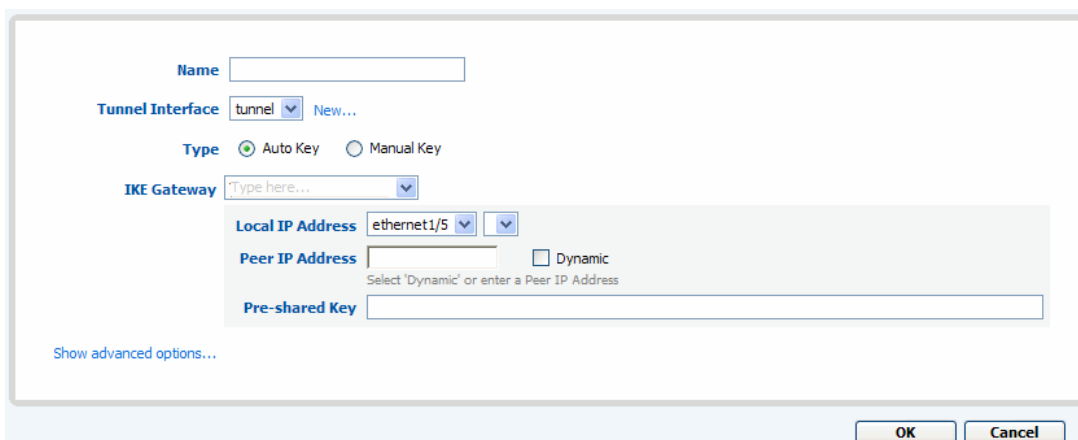 Name
Tunnel Interface tunnel New...
Type Auto Key Manual Key
IKE Gateway Type here...
Local IP Address ethernet1/5
Peer IP Address Dynamic
Select 'Dynamic' or enter a Peer IP Address
Pre-shared Key
Show advanced options...
OK Cancel